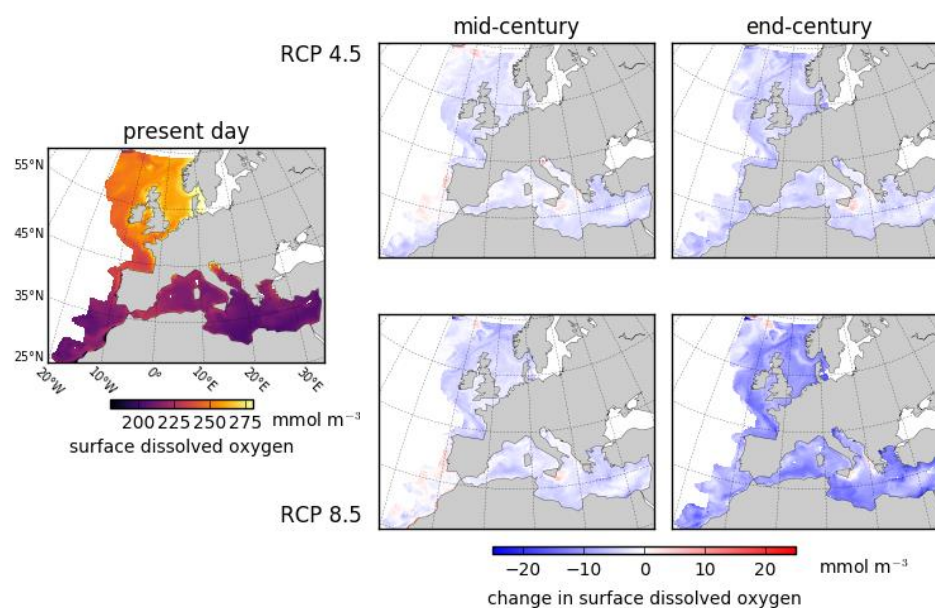 mid-century
end-century
RCP 4.5
present day
55°N
45°N
35°N
25°N
20°W
10°W
0°
10°E
20°E
30°E
200 225 250 275 mmol m⁻³
surface dissolved oxygen
RCP 8.5
−20 −10 0 10 20 mmol m⁻³
change in surface dissolved oxygen